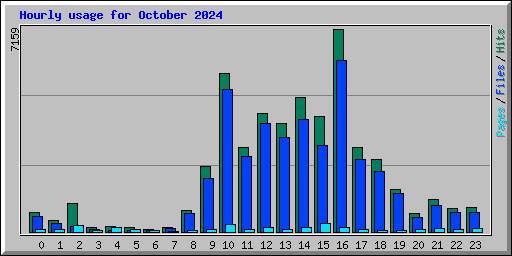 Hourly usage for October 2024
7159
Pages/Files/Hits
0 1 2 3 4 5 6 7 8 9 10 11 12 13 14 15 16 17 18 19 20 21 22 23